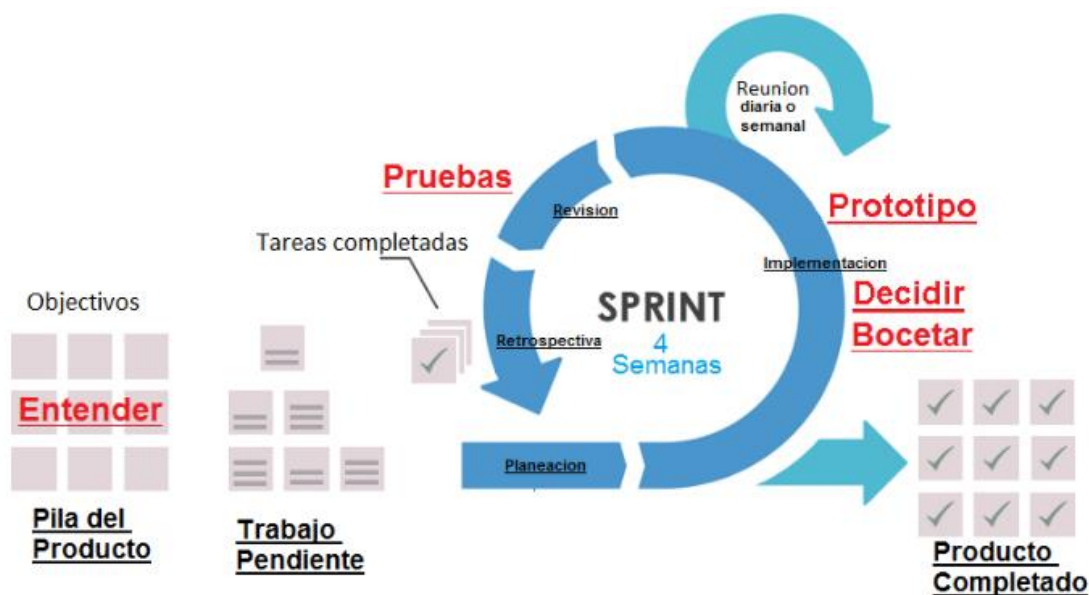 Reunion
diaria o
semanal
Pruebas
Revision
Prototipo
Tareas completadas
Implementacion
Objectivos
SPRINT
Decidir
4
Retrospectiva
Semanas
Bocetar
Entender
Planeacion
Pila del
Producto
Trabajo
Pendiente
Producto
Completado